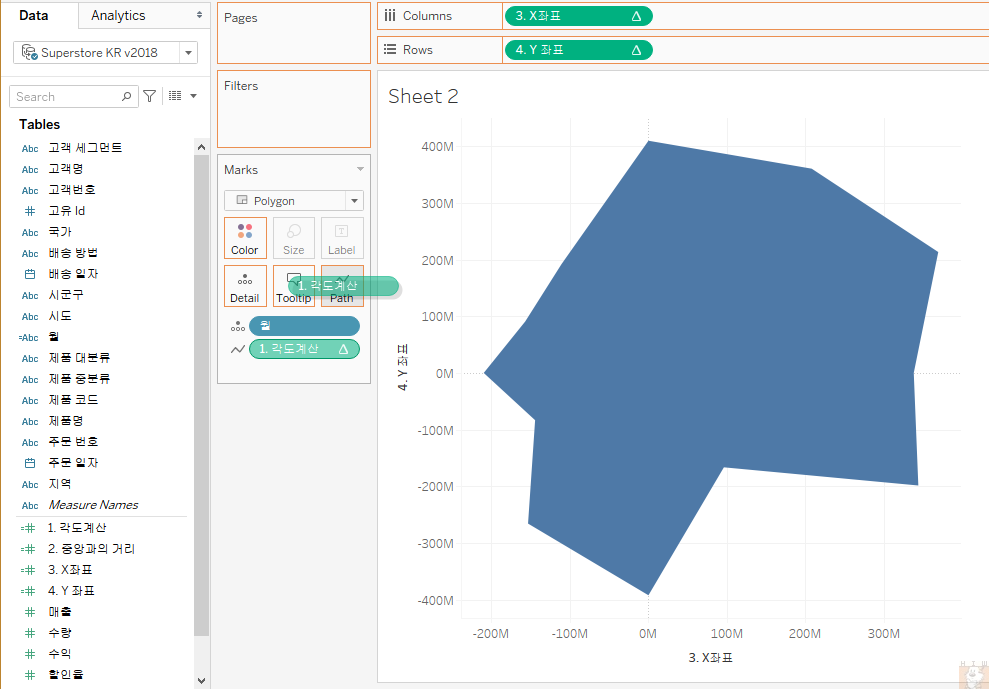 Data
Analytics
Superstore KR v2018
Search
Tables
Abc 고객 세그먼트
Abc 고객명
Abc 고객번호
# 고유 Id
Abc 국가
Abc 배송 방법
배송 일자
Abc 시군구
Abc 시도
=Abc 월
Abc 제품 대분류
Abc 제품 중분류
Abc 제품 코드
Abc 제품명
Abc 주문 번호
주문 일자
Abc 지역
Abc Measure Names
=# 1. 각도계산
=# 2. 중앙과의 거리
=# 3. X좌표
=# 4. Y 좌표
# 매출
# 수량
# 수익
# 할인율
Pages
Filters
Marks
Polygon
Color
Size
Label
Detail
Tooltip
Path
1. 각도계산
월
1. 각도계산 Δ
Columns
3. X좌표 Δ
Rows
4. Y 좌표 Δ
Sheet 2
400M
300M
200M
100M
0M
-100M
-200M
-300M
-400M
4. Y 좌표
-200M
-100M
0M
100M
200M
300M
3. X좌표